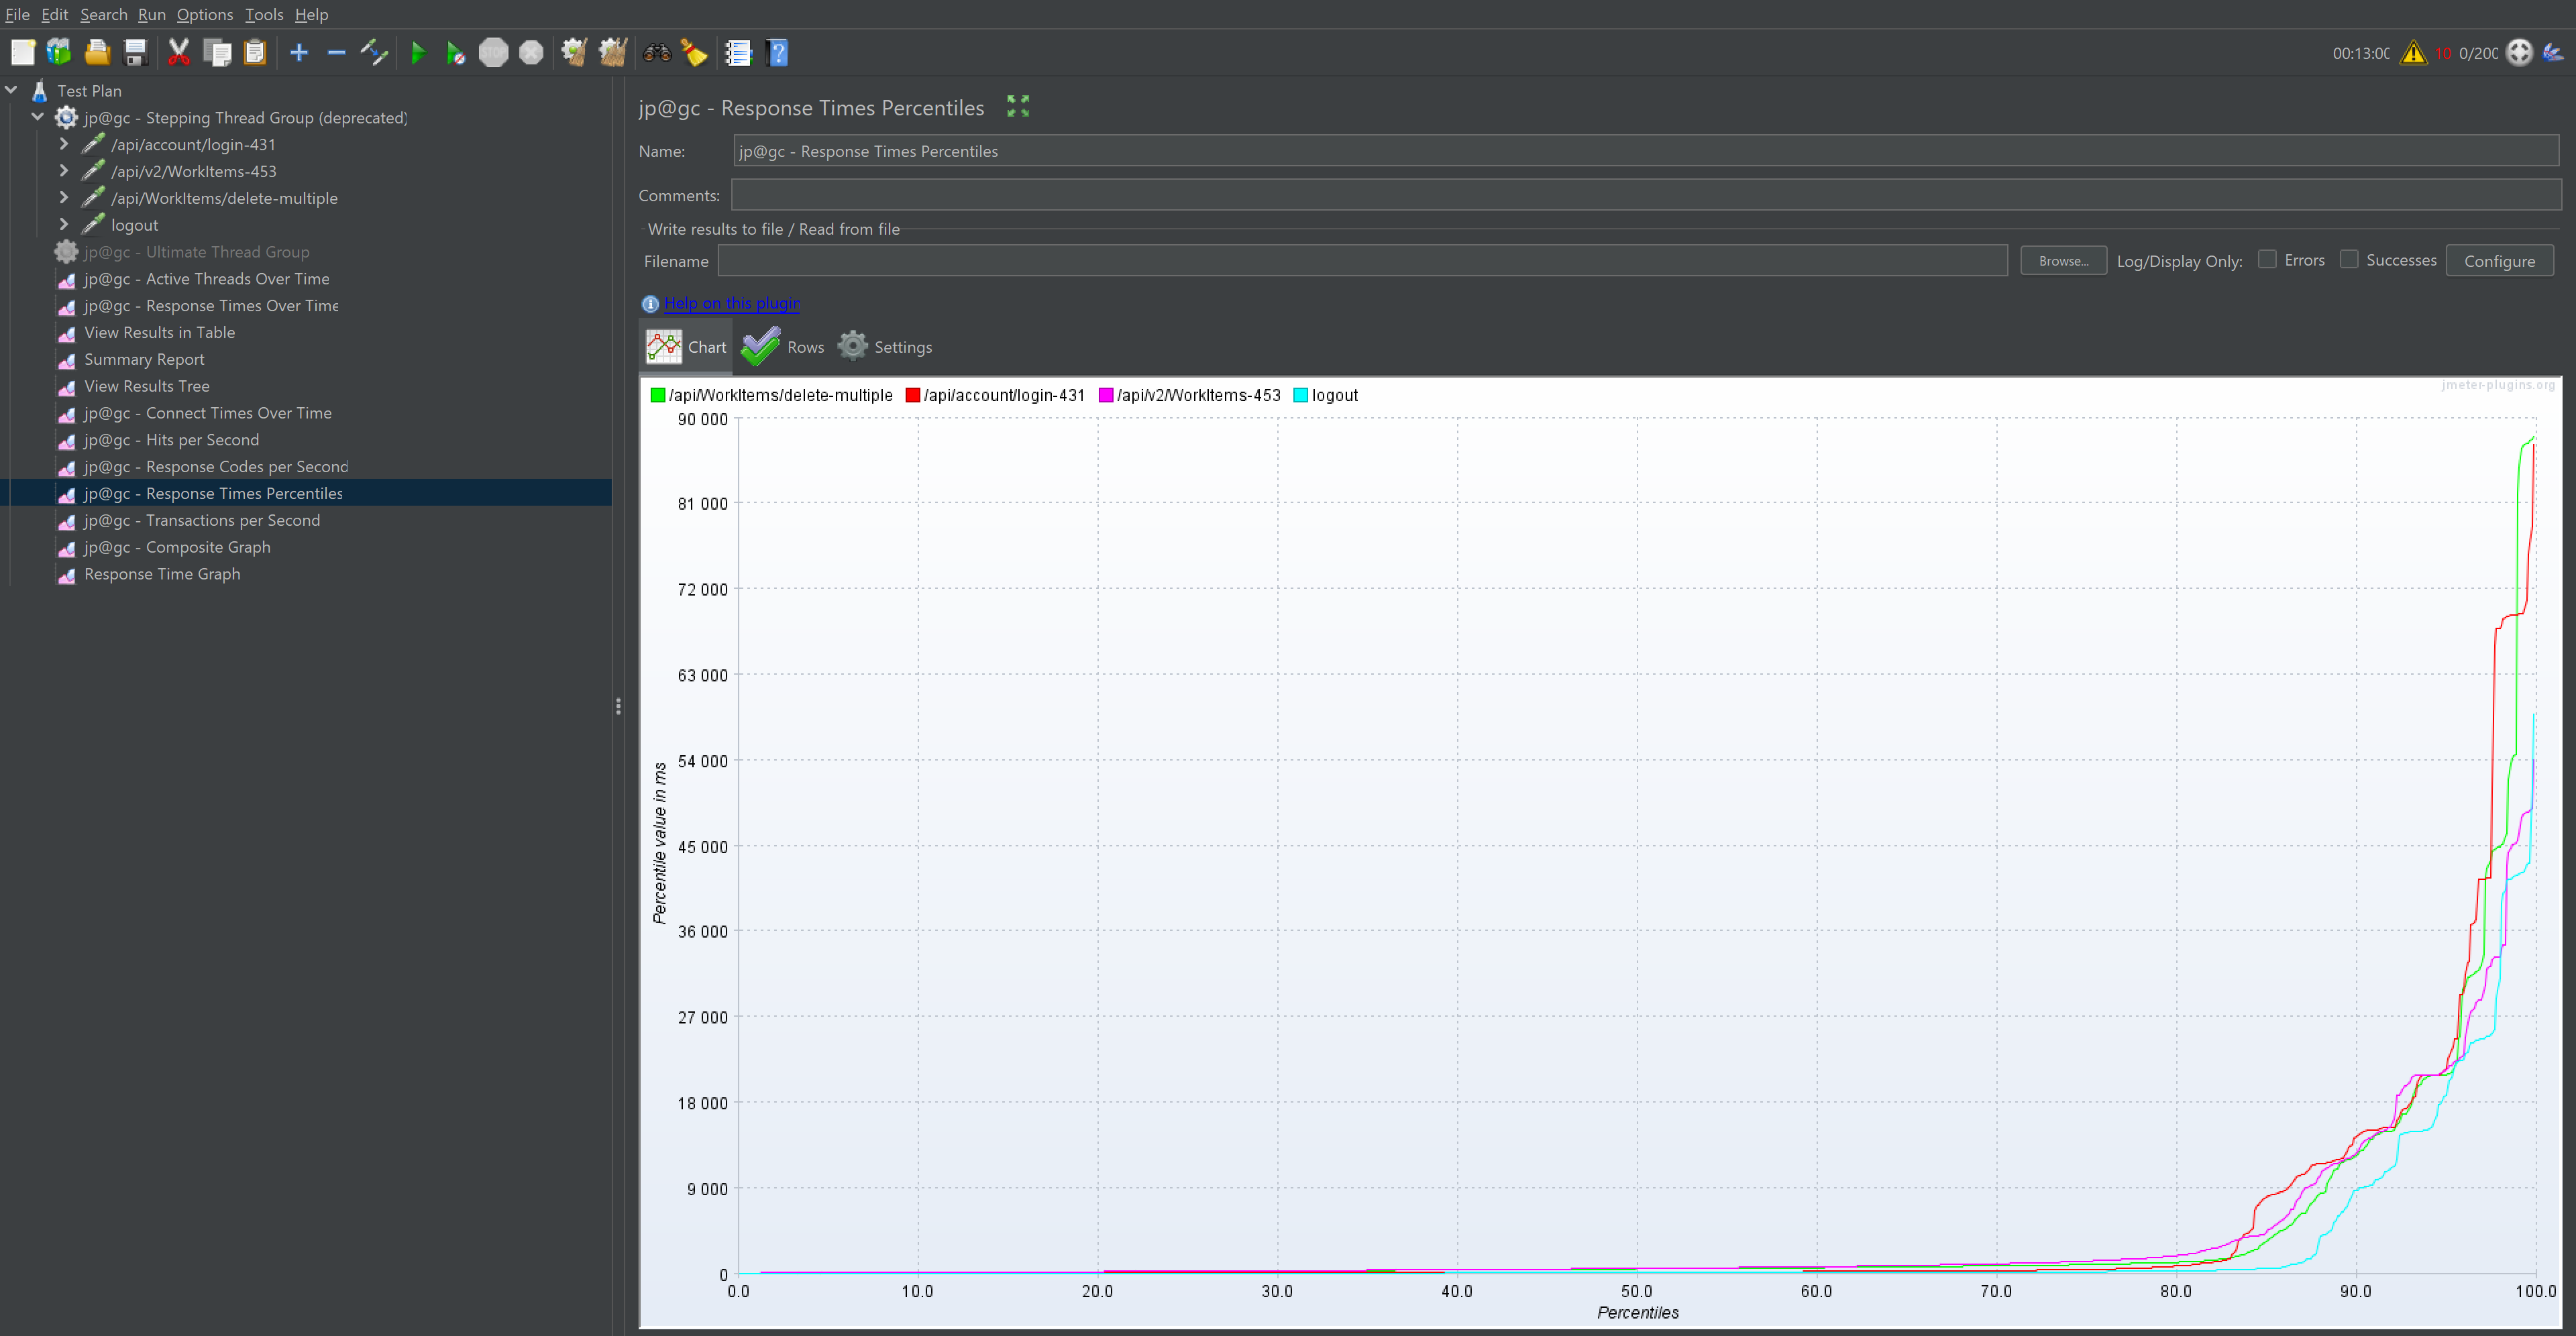 File Edit Search Run Options Tools Help
00:13:00 10 0/200
Test Plan
jp@gc - Stepping Thread Group (deprecated)
/api/account/login-431
/api/v2/WorkItems-453
/api/WorkItems/delete-multiple
logout
jp@gc - Ultimate Thread Group
jp@gc - Active Threads Over Time
jp@gc - Response Times Over Time
View Results in Table
Summary Report
View Results Tree
jp@gc - Connect Times Over Time
jp@gc - Hits per Second
jp@gc - Response Codes per Second
jp@gc - Response Times Percentiles
jp@gc - Transactions per Second
jp@gc - Composite Graph
Response Time Graph
jp@gc - Response Times Percentiles
Name: jp@gc - Response Times Percentiles
Comments:
Write results to file / Read from file
Filename Browse... Log/Display Only: Errors Successes Configure
Help on this plugin
Chart Rows Settings
jmeter-plugins.org
/api/WorkItems/delete-multiple /api/account/login-431 /api/v2/WorkItems-453 logout
90 000
81 000
72 000
63 000
54 000
45 000
36 000
27 000
18 000
9 000
0
Percentile value in ms
0.0 10.0 20.0 30.0 40.0 50.0 60.0 70.0 80.0 90.0 100.0
Percentiles